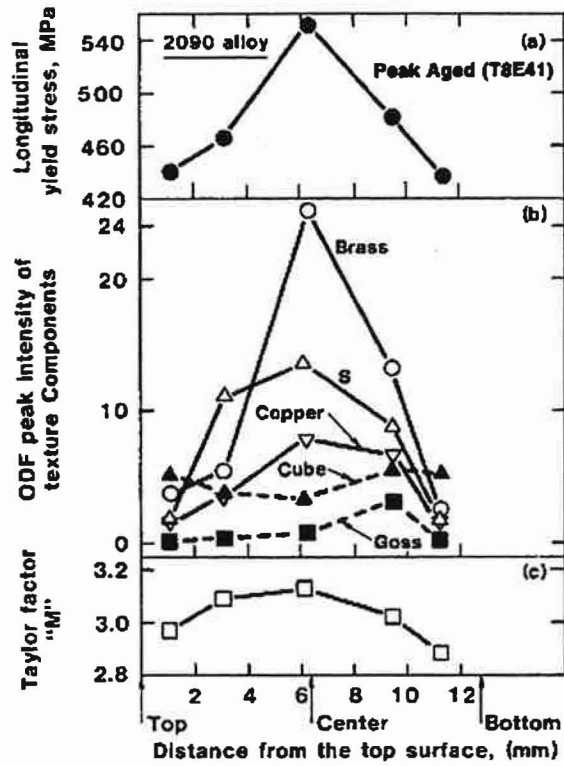 Longitudinal
yield stress, MPa
540
500
460
420
2090 alloy
(a)
Peak Aged (T8E41)
ODF peak Intensity of
texture Components
24
20
10
0
(b)
Brass
S
Copper
Cube
Goss
Taylor factor
"M"
3.2
3.0
2.8
(c)
2 4 6 8 10 12
Top Center Bottom
Distance from the top surface, (mm)